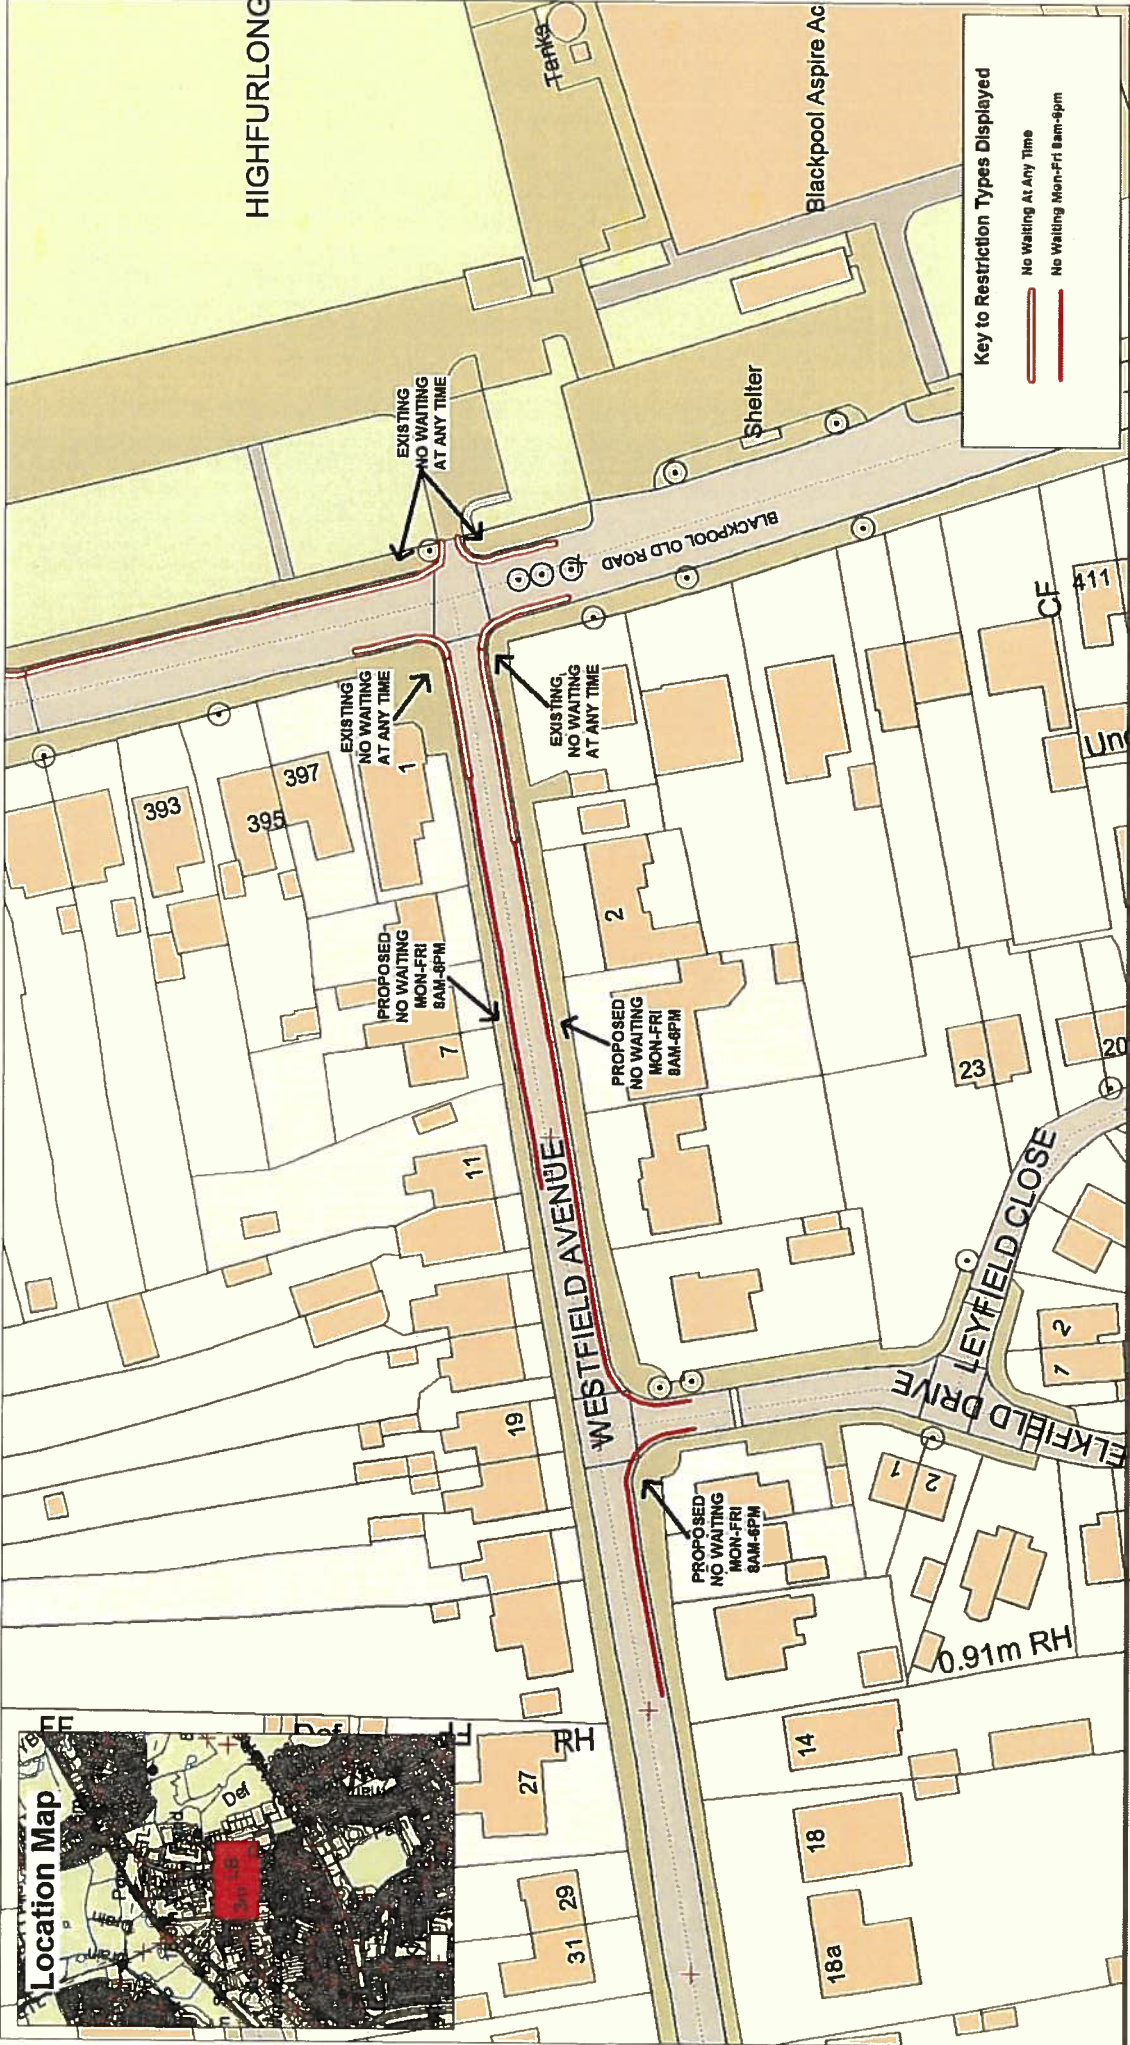 HIGHFURLONG
Tanks
Blackpool Aspire Ac
Key to Restriction Types Displayed
No Waiting At Any Time
No Waiting Mon-Fri 8am-6pm
EXISTING
NO WAITING
AT ANY TIME
Shelter
BLACKPOOL OLD ROAD
EXISTING
NO WAITING
AT ANY TIME
EXISTING
NO WAITING
AT ANY TIME
CF
411
393
395
397
1
2
PROPOSED
NO WAITING
MON-FRI
8AM-6PM
PROPOSED
NO WAITING
MON-FRI
8AM-6PM
7
11
23
20
WESTFIELD AVENUE
LEYFIELD CLOSE
ELKFIELD DRIVE
19
1
2
2
1
PROPOSED
NO WAITING
MON-FRI
8AM-6PM
0.91m RH
RH
27
14
18
29
31
18a
Location Map
Def